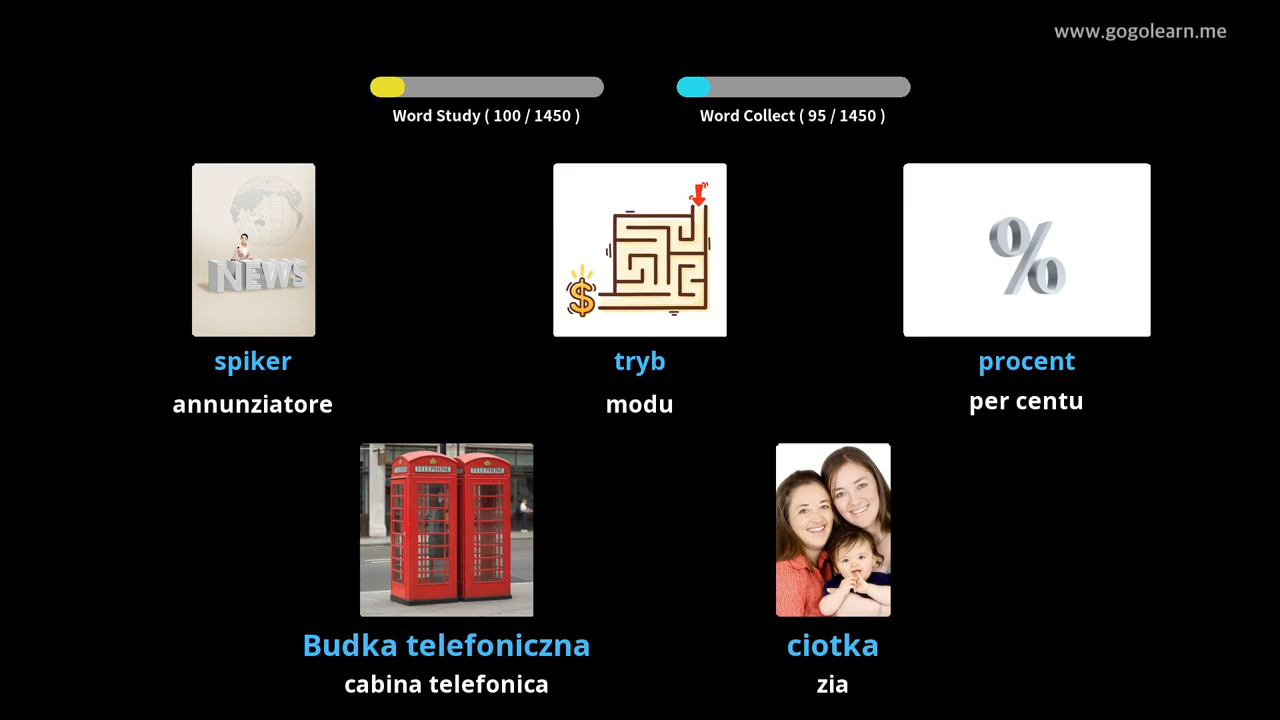 www.gogolearn.me
Word Study ( 100 / 1450 )
Word Collect ( 95 / 1450 )
NEWS
%
$
spiker
tryb
procent
annunziatore
modu
per centu
TELEPHONE
TELEPHONE
Budka telefoniczna
ciotka
cabina telefonica
zia